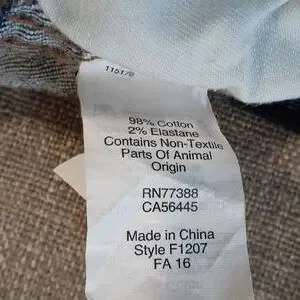 115170
98% Cotton
2% Elastane
Contains Non-Textile
Parts Of Animal
Origin
RN77388
CA56445
Made in China
Style F1207
FA 16